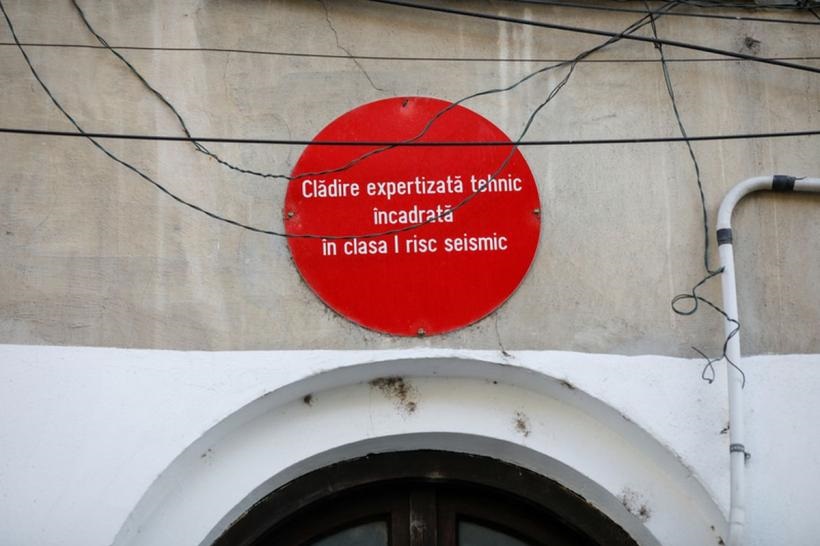 Clădire expertizată tehnic
încadrată
în clasa I risc seismic